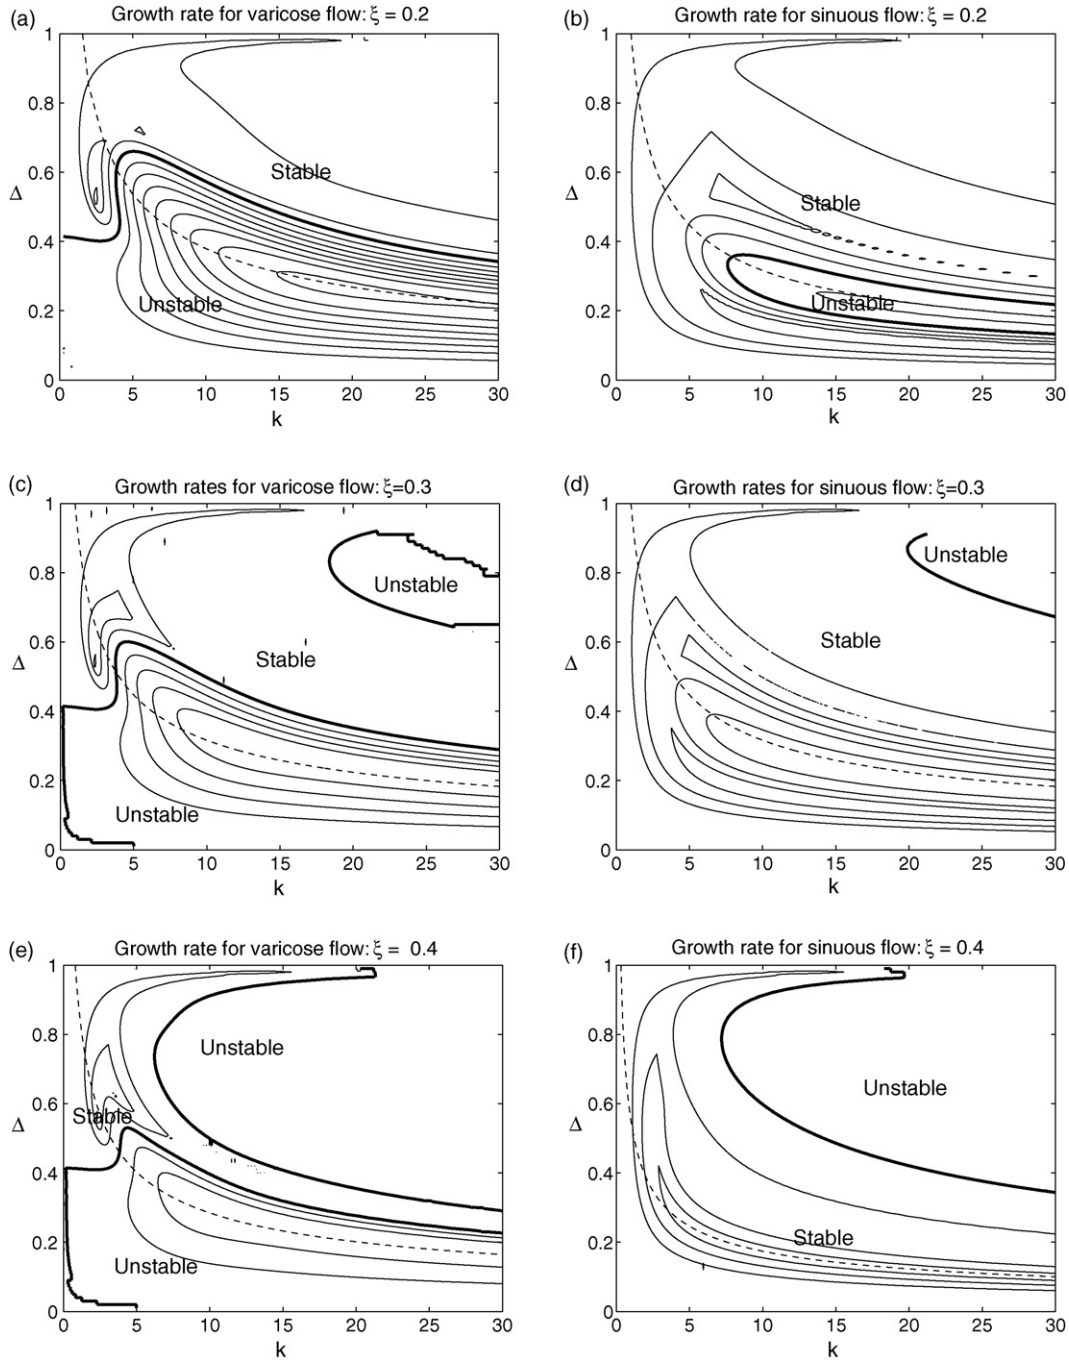 (a) Growth rate for varicose flow: ξ = 0.2
1
0.8
0.6
Δ
0.4
0.2
0
Stable
Unstable
0 5 10 15 20 25 30
k
(b) Growth rate for sinuous flow: ξ = 0.2
1
0.8
0.6
Δ
0.4
0.2
0
Stable
Unstable
0 5 10 15 20 25 30
k
(c) Growth rates for varicose flow: ξ=0.3
1
0.8
0.6
Δ
0.4
0.2
0
Unstable
Stable
Unstable
0 5 10 15 20 25 30
k
(d) Growth rates for sinuous flow: ξ=0.3
1
0.8
0.6
Δ
0.4
0.2
0
Unstable
Stable
0 5 10 15 20 25 30
k
(e) Growth rate for varicose flow: ξ = 0.4
1
0.8
0.6
Δ
0.4
0.2
0
Unstable
Stable
Unstable
0 5 10 15 20 25 30
k
(f) Growth rate for sinuous flow: ξ = 0.4
1
0.8
0.6
Δ
0.4
0.2
0
Unstable
Stable
0 5 10 15 20 25 30
k